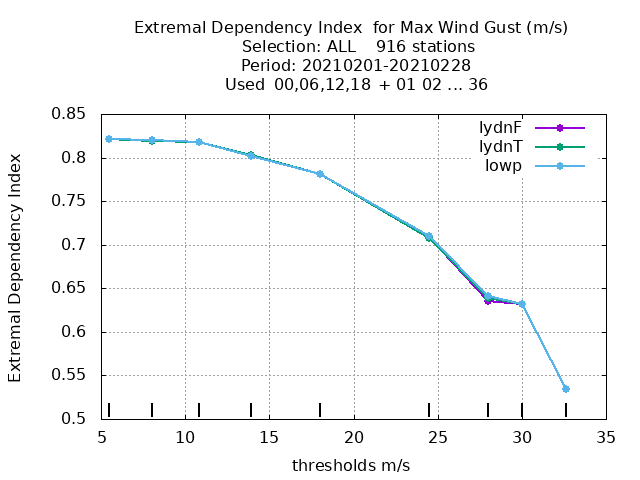 Extremal Dependency Index  for Max Wind Gust (m/s)
Selection: ALL    916 stations
Period: 20210201-20210228
Used  00,06,12,18  + 01 02 ... 36
Extremal Dependency Index
0.85
0.8
0.75
0.7
0.65
0.6
0.55
0.5
lydnF
lydnT
lowp
5
10
15
20
25
30
35
thresholds m/s